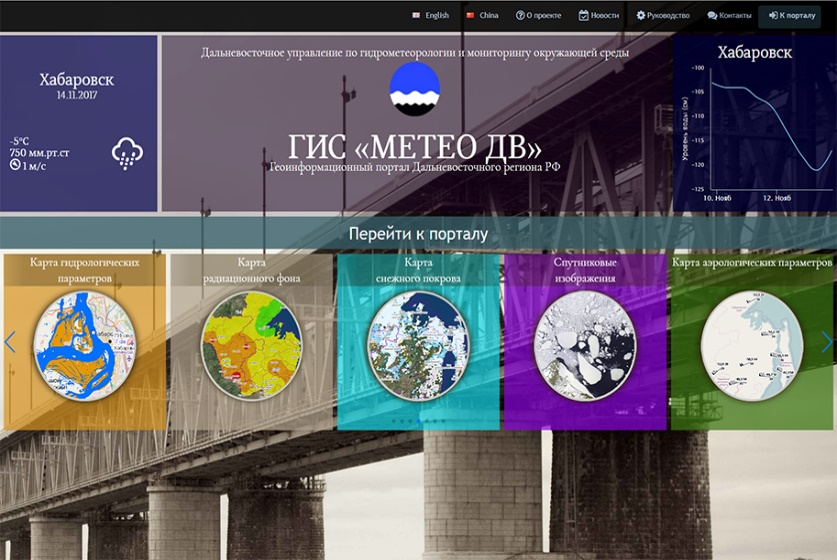 English
China
О проекте
Новости
Руководство
Контакты
К порталу
Хабаровск
14.11.2017
-5°C
750 мм.рт.ст
1 м/с
Дальневосточное управление по гидрометеорологии и мониторингу окружающей среды
ГИС «МЕТЕО ДВ»
Геоинформационный портал Дальневосточного региона РФ
Хабаровск
Уровень воды (см)
-100
-105
-110
-115
-120
-125
10. Нояб
12. Нояб
Перейти к порталу
Карта гидрологических
параметров
Карта
радиационного фона
Карта
снежного покрова
Спутниковые
изображения
Карта аэрологических параметров